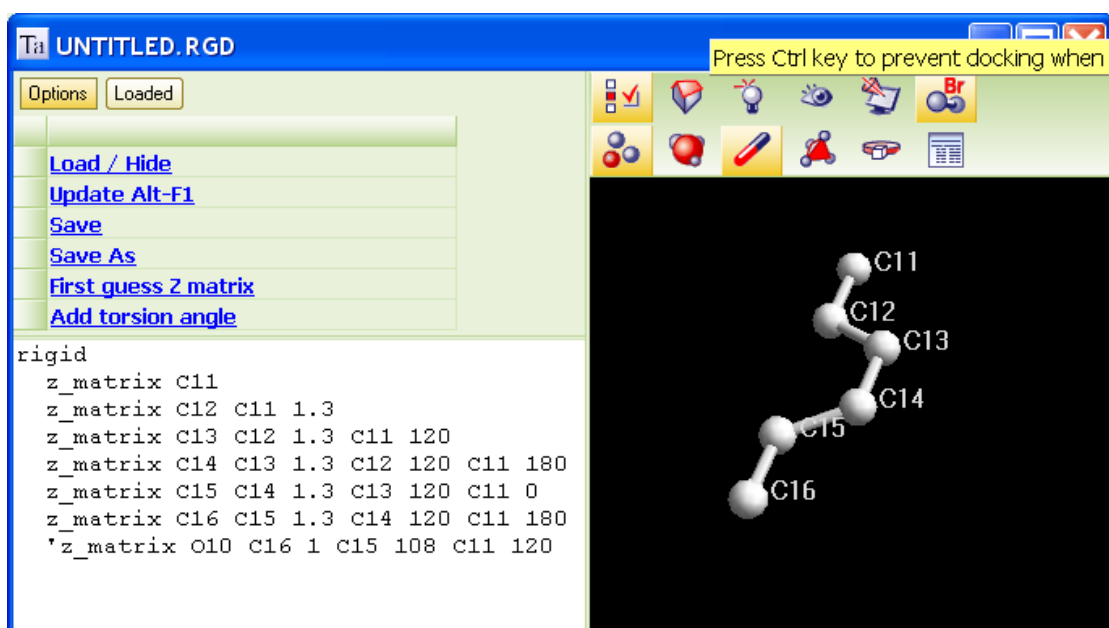 Ta UNTITLED.RGD
Press Ctrl key to prevent docking when
Options Loaded
Br
Load / Hide
Update Alt-F1
Save
Save As
First guess Z matrix
Add torsion angle
rigid
z_matrix C11
z_matrix C12 C11 1.3
z_matrix C13 C12 1.3 C11 120
z_matrix C14 C13 1.3 C12 120 C11 180
z_matrix C15 C14 1.3 C13 120 C11 0
z_matrix C16 C15 1.3 C14 120 C11 180
'z_matrix O10 C16 1 C15 108 C11 120
C11
C12
C13
C14
C15
C16